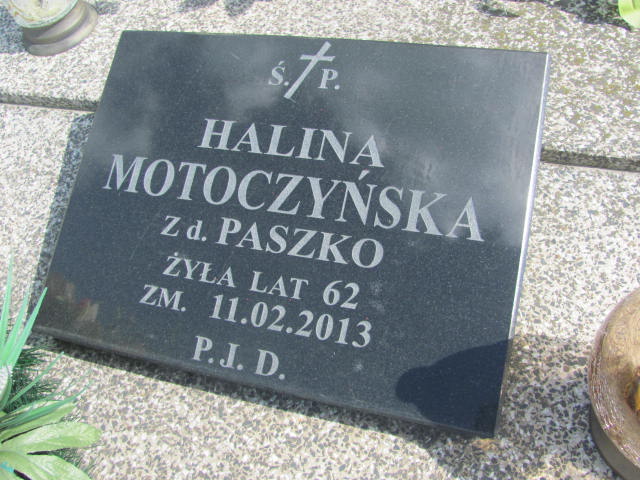 Ś. P.
HALINA
MOTOCZYŃSKA
Z d. PASZKO
ŻYŁA LAT 62
ZM. 11.02.2013
P.J. D.